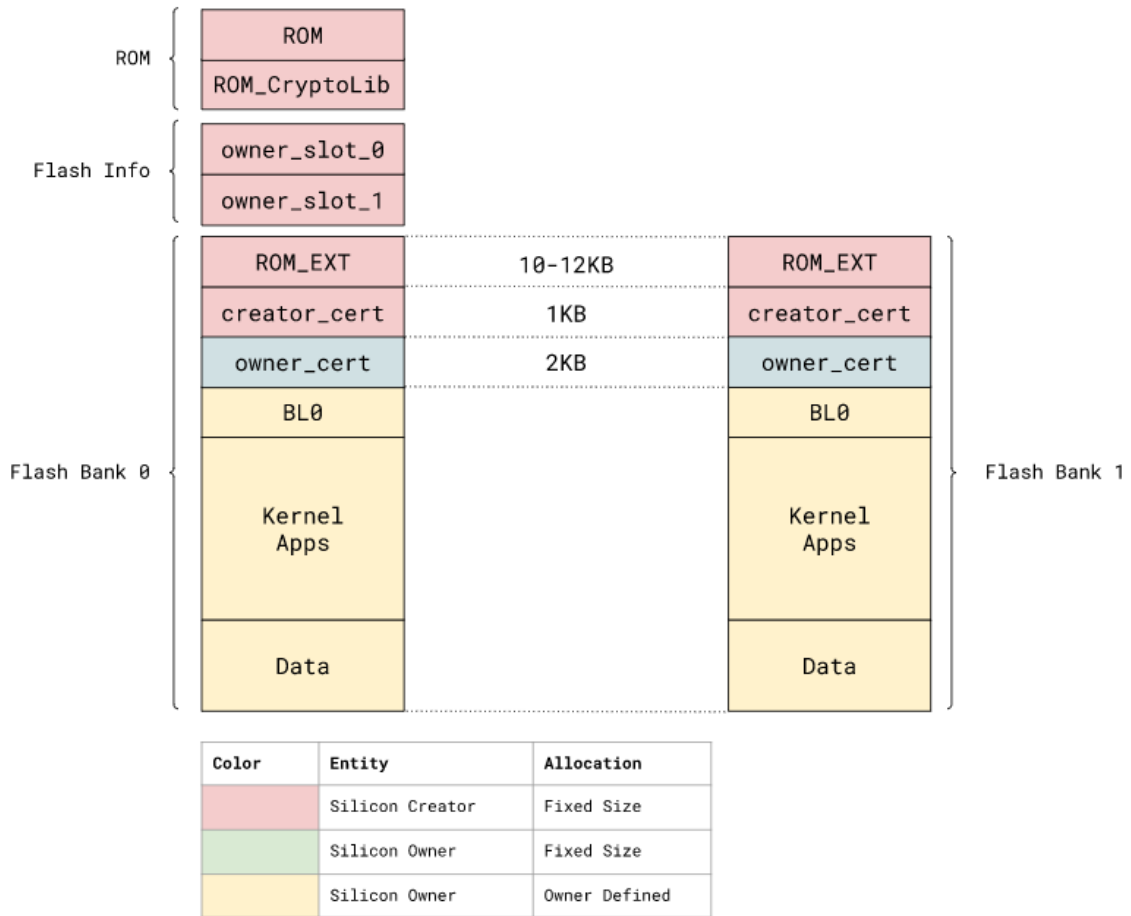 ROM
ROM
ROM_CryptoLib
Flash Info
owner_slot_0
owner_slot_1
ROM_EXT
10-12KB
ROM_EXT
creator_cert
1KB
creator_cert
owner_cert
2KB
owner_cert
BL0
BL0
Flash Bank 0
Kernel
Apps
Kernel
Apps
Flash Bank 1
Data
Data
Color Entity Allocation
Silicon Creator Fixed Size
Silicon Owner Fixed Size
Silicon Owner Owner Defined